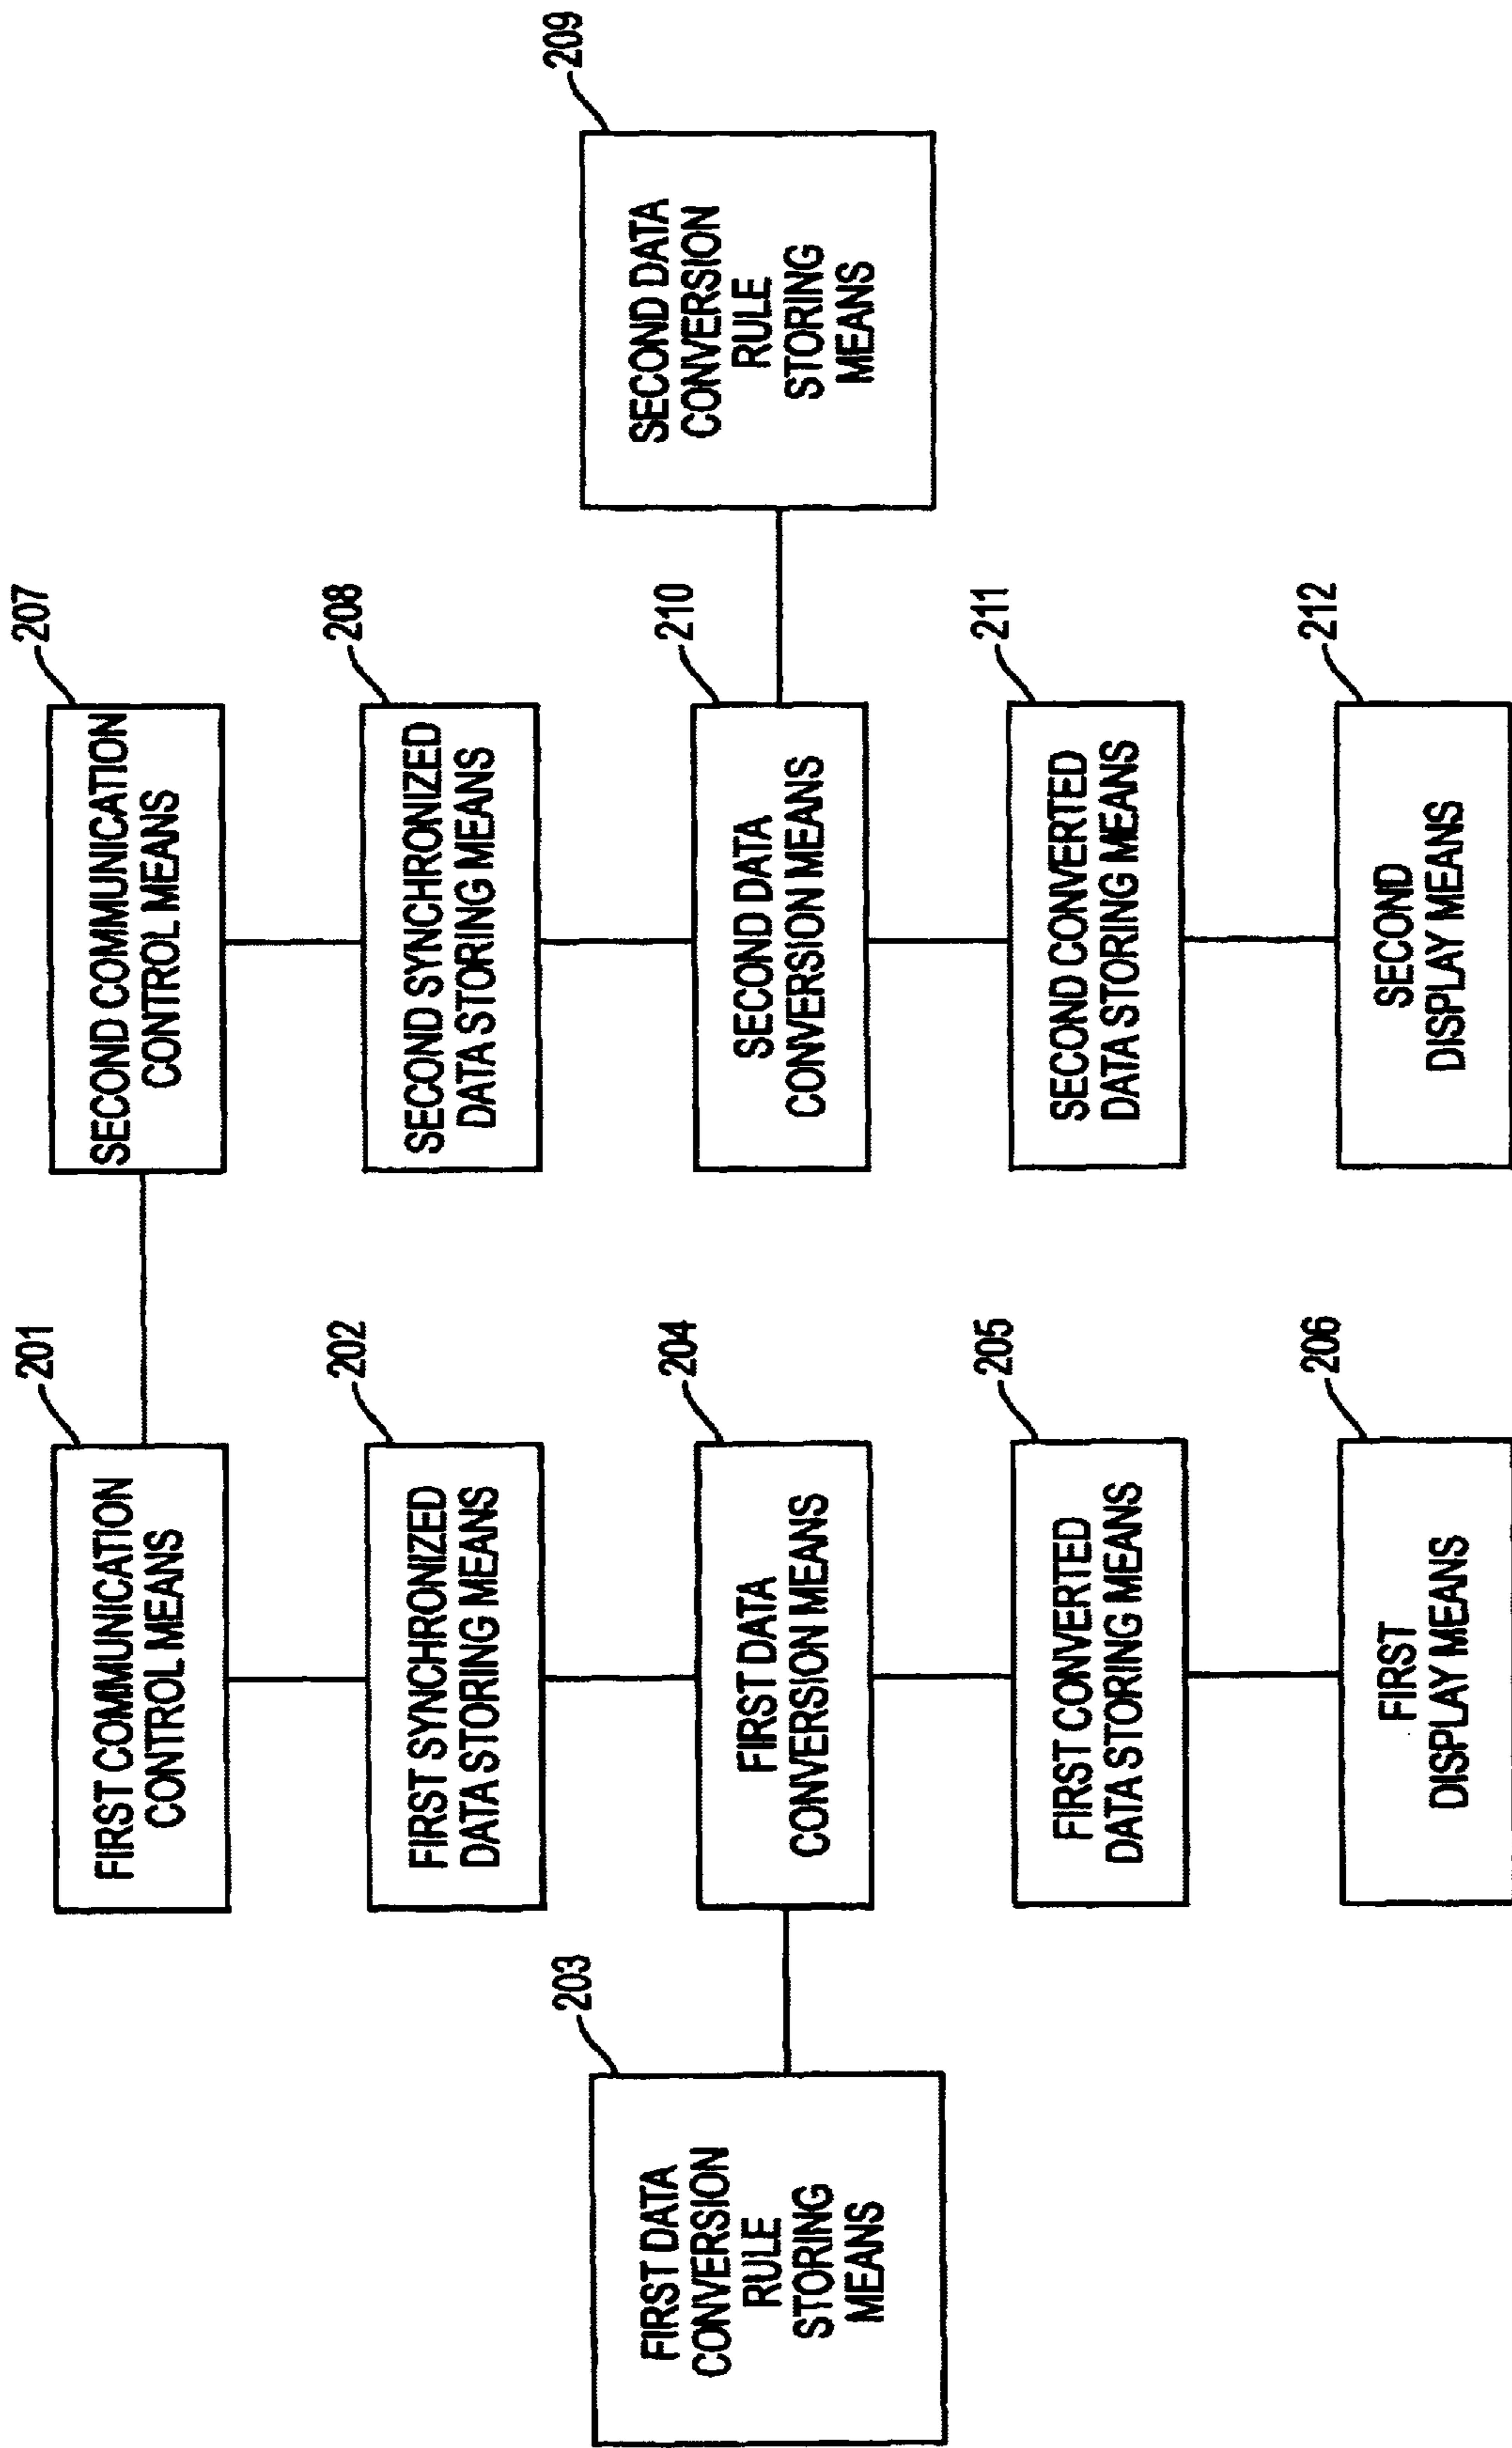 201
FIRST COMMUNICATION
CONTROL MEANS
207
SECOND COMMUNICATION
CONTROL MEANS
202
FIRST SYNCHRONIZED
DATA STORING MEANS
208
SECOND SYNCHRONIZED
DATA STORING MEANS
203
FIRST DATA
CONVERSION
RULE
STORING
MEANS
204
FIRST DATA
CONVERSION MEANS
210
SECOND DATA
CONVERSION MEANS
209
SECOND DATA
CONVERSION
RULE
STORING
MEANS
205
FIRST CONVERTED
DATA STORING MEANS
211
SECOND CONVERTED
DATA STORING MEANS
206
FIRST
DISPLAY MEANS
212
SECOND
DISPLAY MEANS